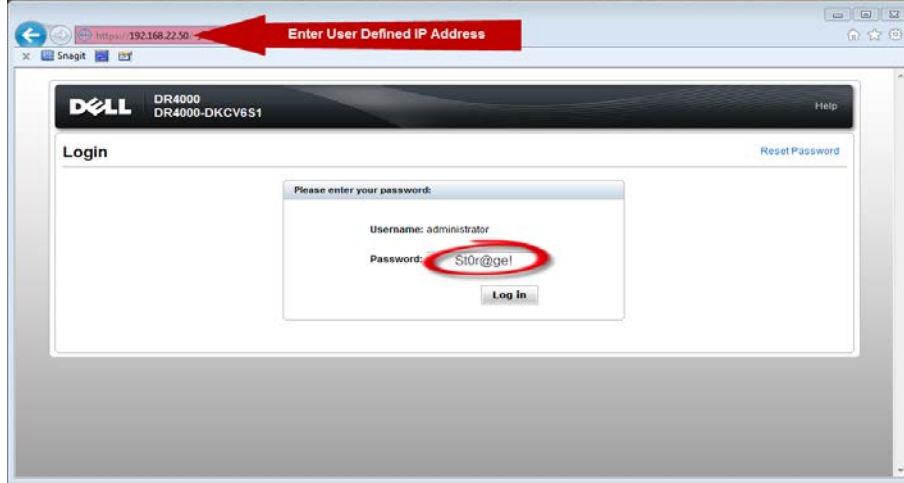 https://192.168.22.50/
Enter User Defined IP Address
x Snagit
DELL
DR4000
DR4000-DKCV6S1
Help
Login
Reset Password
Please enter your password:
Username: administrator
Password: St0r@ge!
Log in